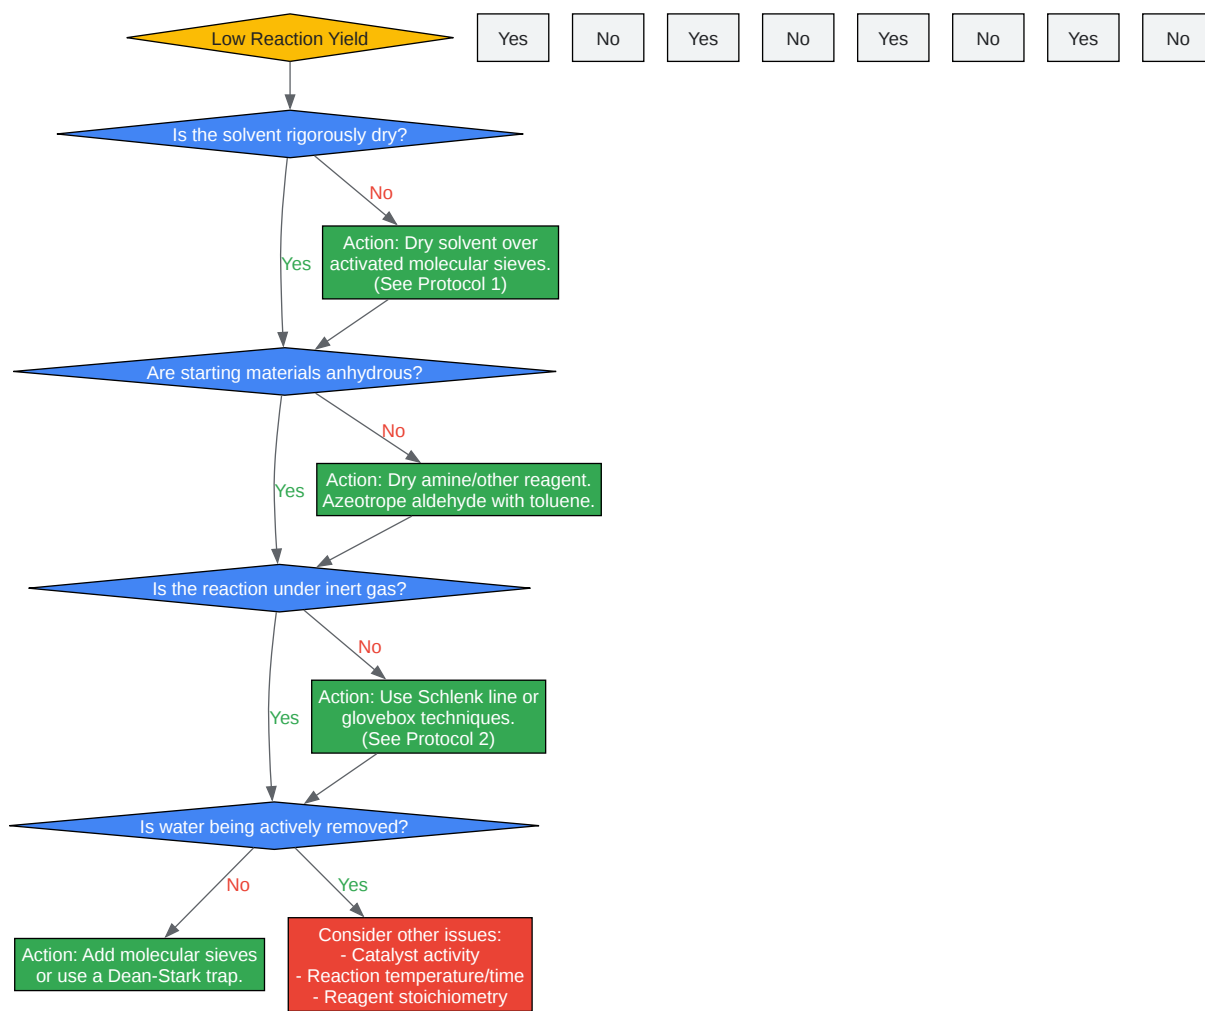 Low Reaction Yield
Yes
No
Yes
No
Yes
No
Yes
No
Is the solvent rigorously dry?
No
Yes
Action: Dry solvent over
activated molecular sieves.
(See Protocol 1)
Are starting materials anhydrous?
No
Yes
Action: Dry amine/other reagent.
Azeotrope aldehyde with toluene.
Is the reaction under inert gas?
No
Yes
Action: Use Schlenk line or
glovebox techniques.
(See Protocol 2)
Is water being actively removed?
No
Yes
Action: Add molecular sieves
or use a Dean-Stark trap.
Consider other issues:
- Catalyst activity
- Reaction temperature/time
- Reagent stoichiometry